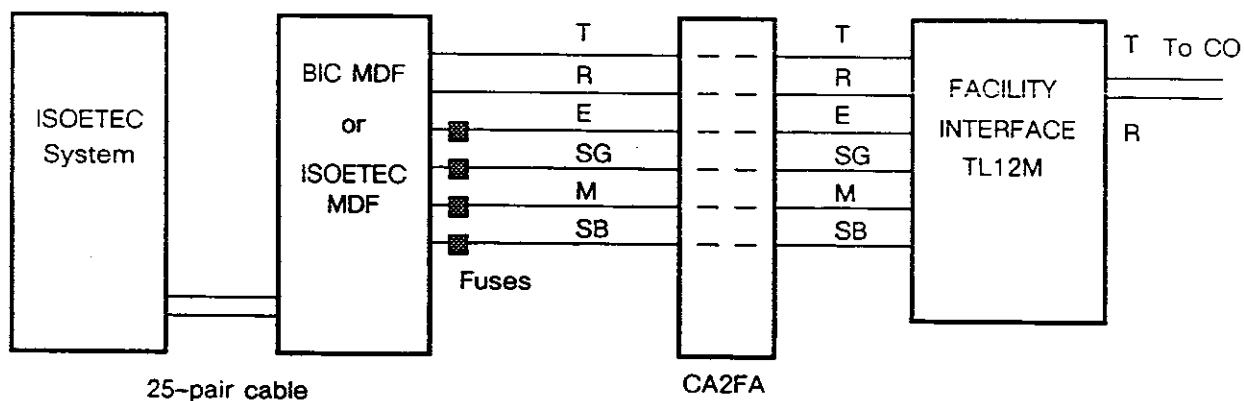 ISOETEC
System
BIC MDF
or
ISOETEC
MDF
T
R
E
SG
M
SB
Fuses
T
R
E
SG
M
SB
FACILITY
INTERFACE
TL12M
T To CO
R
25-pair cable
CA2FA